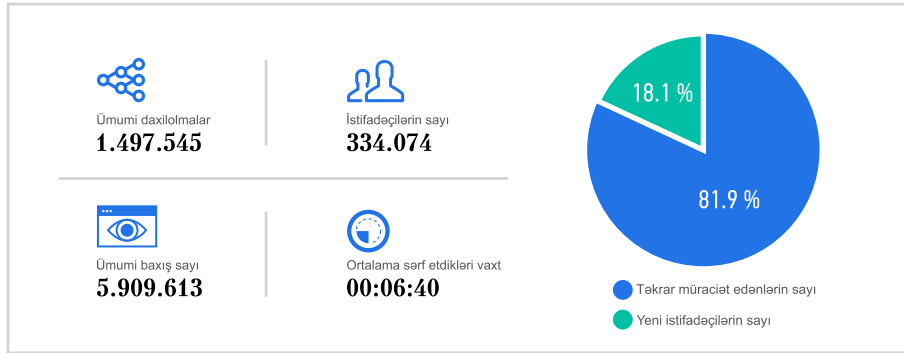 Ümumi daxilolmalar
1.497.545
İstifadəçilərin sayı
334.074
Ümumi baxış sayı
5.909.613
Ortalama sərf etdikləri vaxt
00:06:40
18.1 %
81.9 %
Təkrar müraciət edənlərin sayı
Yeni istifadəçilərin sayı